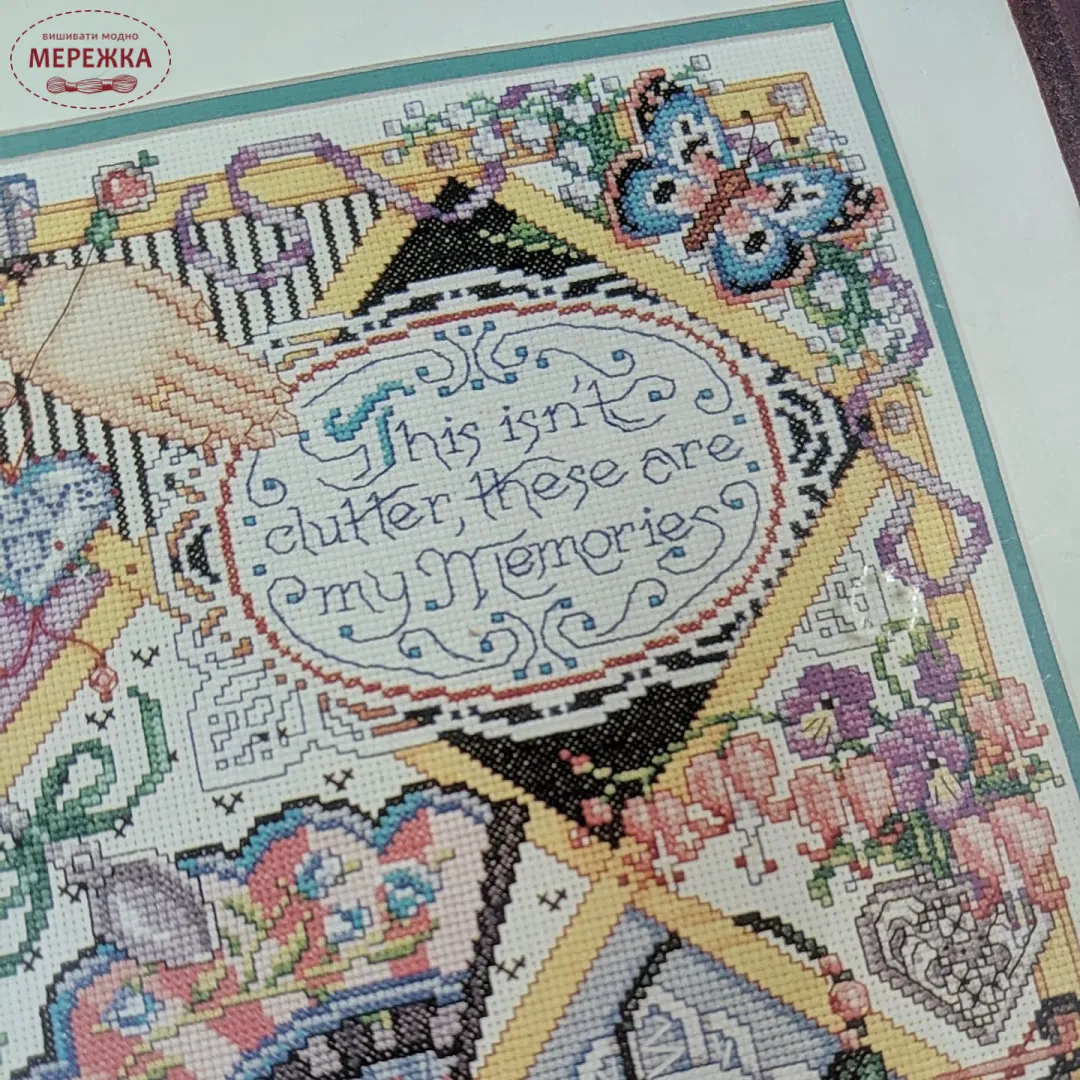 вишивати модно
МЕРЕЖКА
This isn't
clutter, these are
my Memories